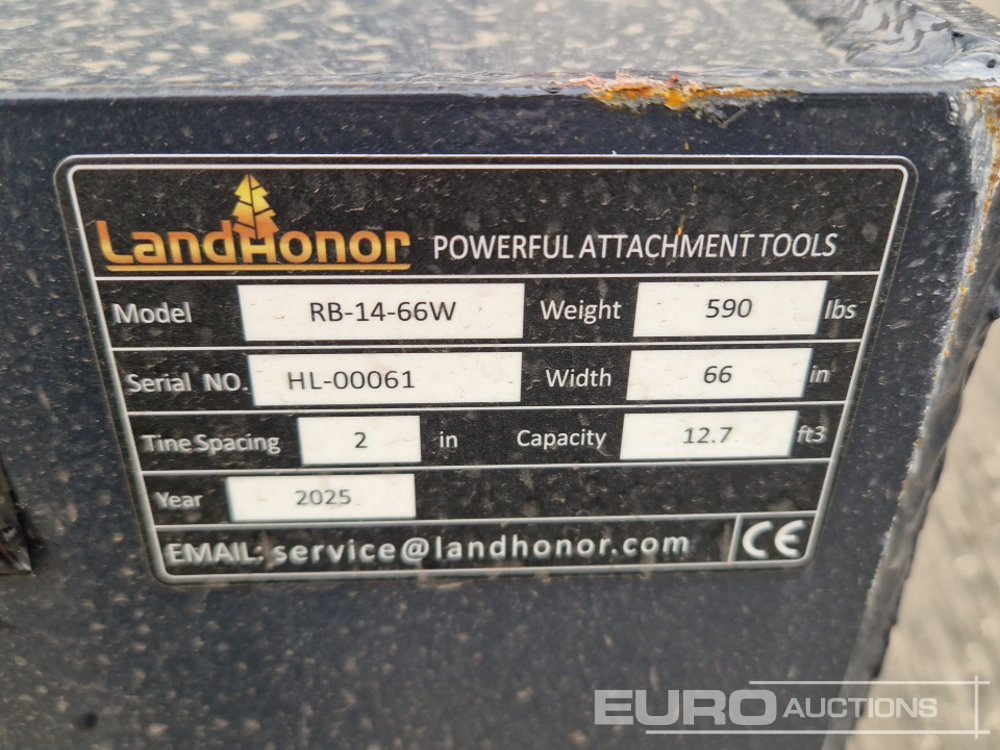 LandHonor POWERFUL ATTACHMENT TOOLS
Model RB-14-66W Weight 590 lbs
Serial NO. HL-00061 Width 66 in
Tine Spacing 2 in Capacity 12.7 ft3
Year 2025
EMAIL: service@landhonor.com CE
EURO AUCTIONS